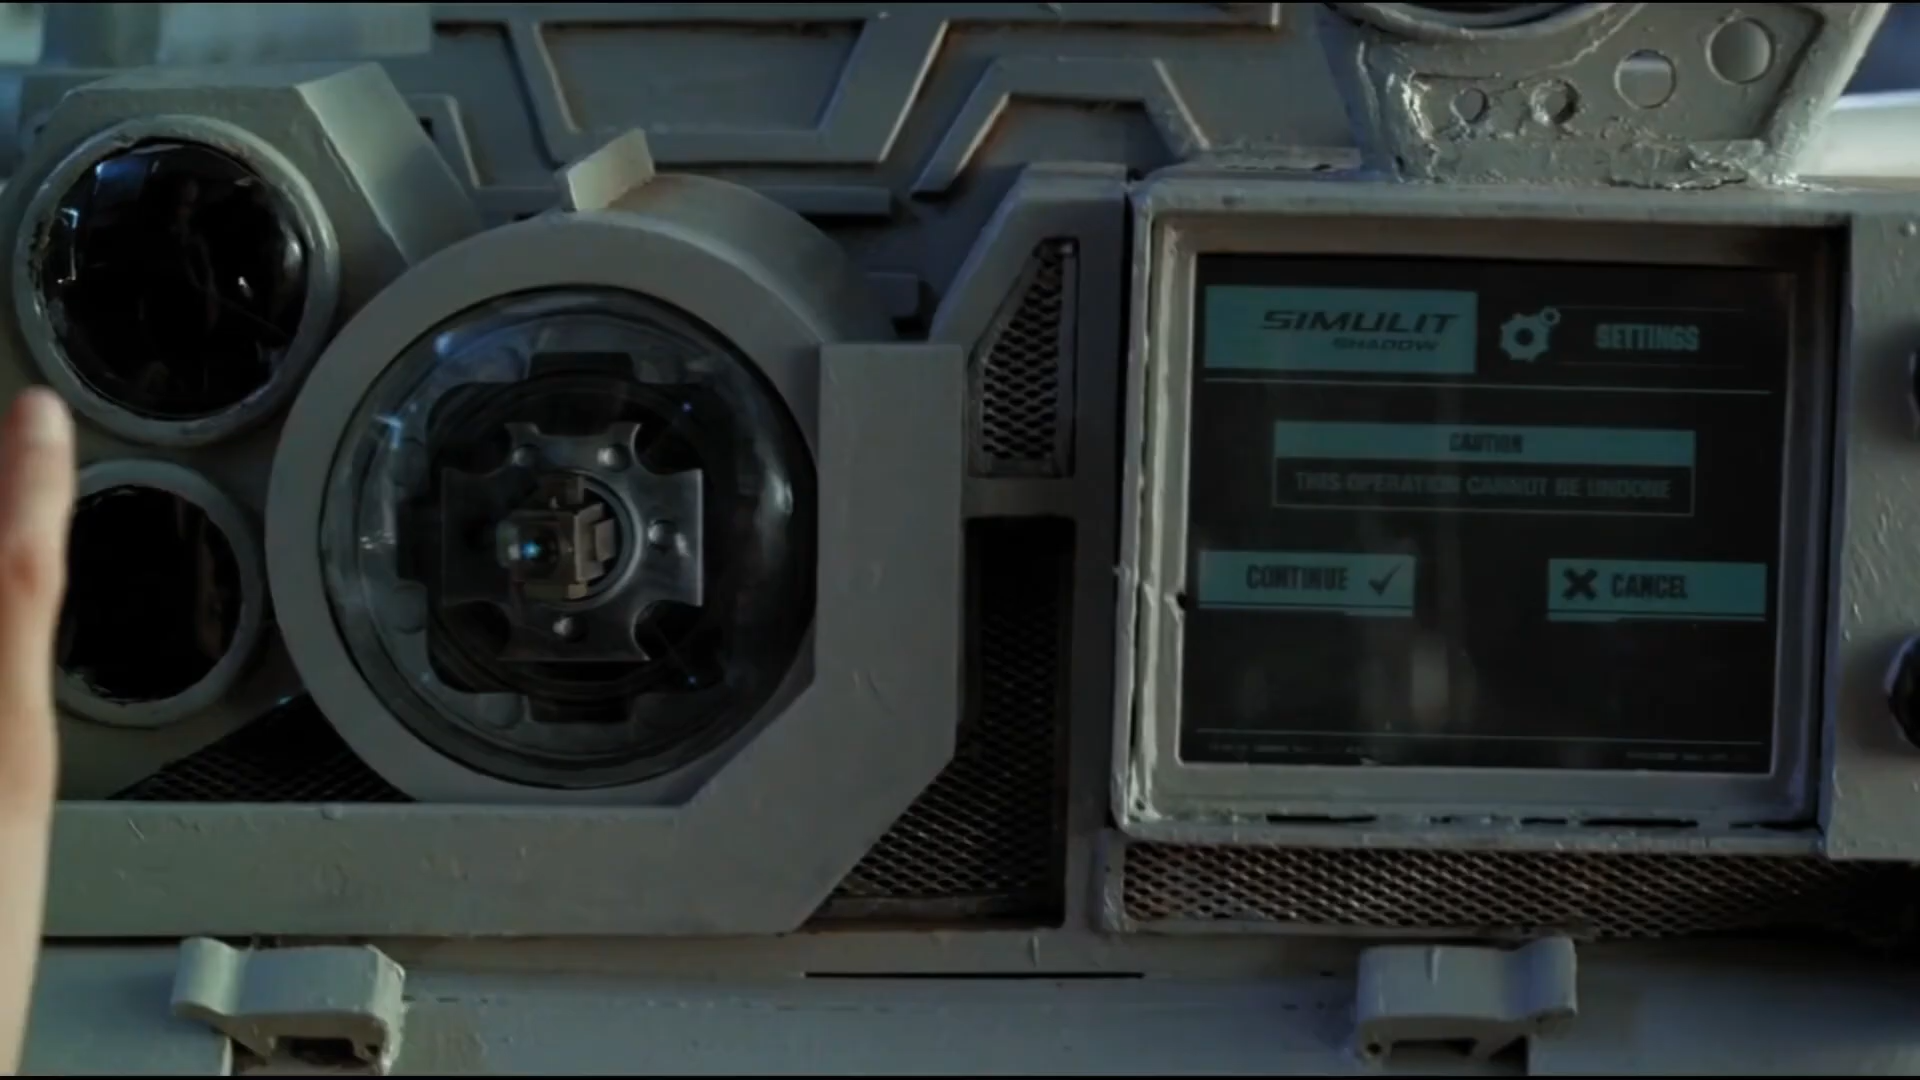 SIMULIT
SHADOW
SETTINGS
CAUTION
THIS OPERATION CANNOT BE UNDONE
CONTINUE
CANCEL